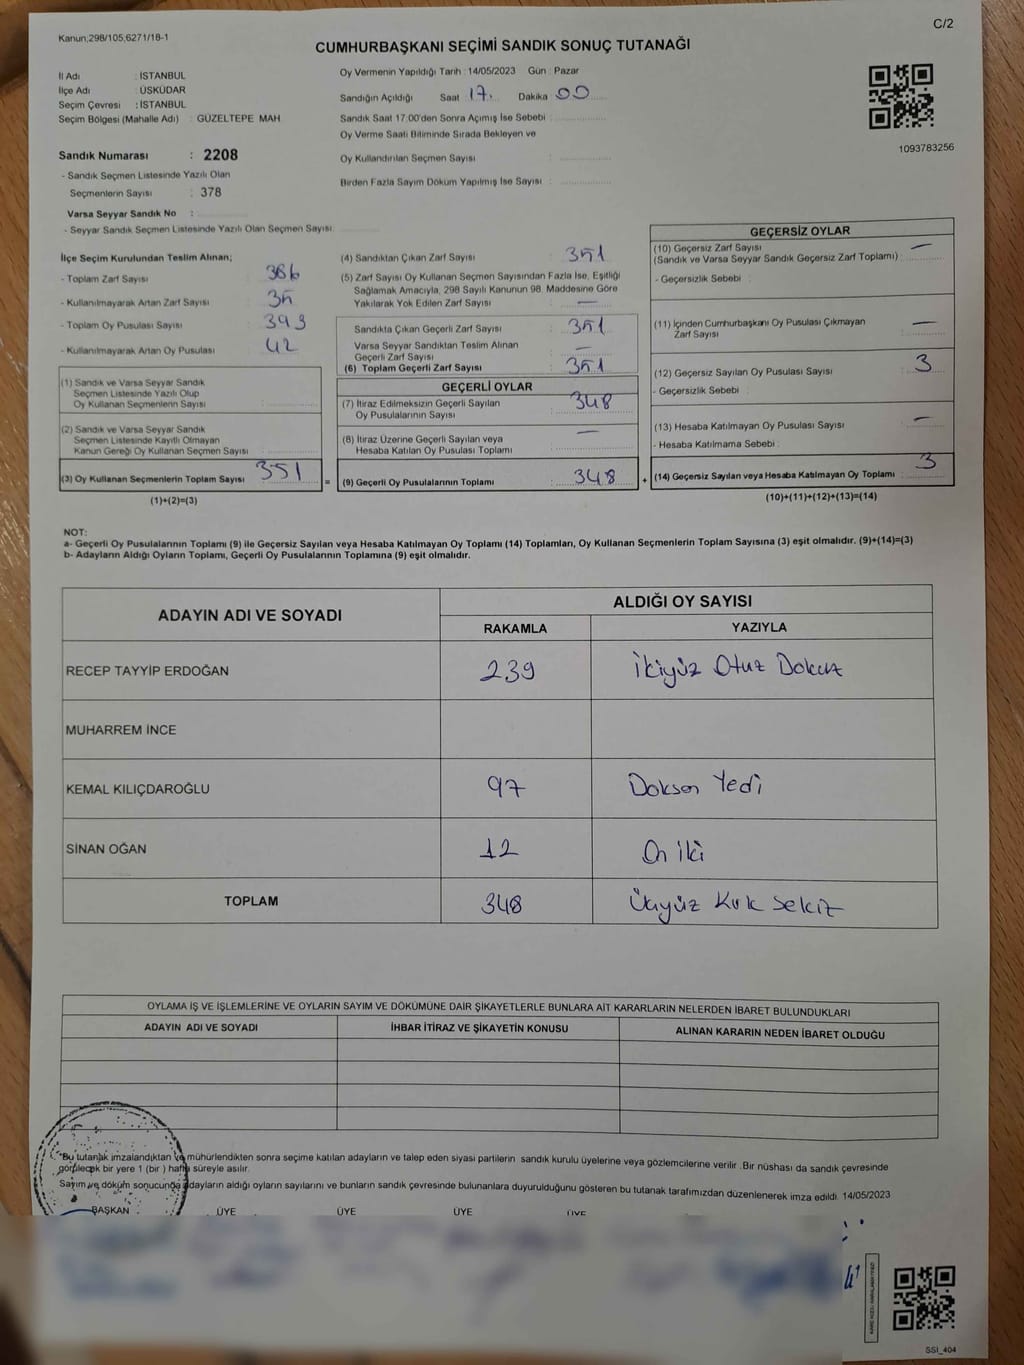 Kanun;298/105,6271/18-1
C/2
CUMHURBAŞKANI SEÇİMİ SANDIK SONUÇ TUTANAĞI
İl Adı : İSTANBUL
İlçe Adı : ÜSKÜDAR
Seçim Çevresi : İSTANBUL
Seçim Bölgesi (Mahalle Adı) : GÜZELTEPE MAH
Oy Vermenin Yapıldığı Tarih : 14/05/2023 Gün : Pazar
Sandığın Açıldığı Saat 17. Dakika 00
Sandık Saat 17:00'den Sonra Açımış İse Sebebi :
Oy Verme Saati Bitiminde Sırada Bekleyen ve
Oy Kullandırılan Seçmen Sayısı :
Birden Fazla Sayım Döküm Yapılmış İse Sayısı :
1093783256
Sandık Numarası : 2208
- Sandık Seçmen Listesinde Yazılı Olan
Seçmenlerin Sayısı : 378
Varsa Seyyar Sandık No :
- Seyyar Sandık Seçmen Listesinde Yazılı Olan Seçmen Sayısı
İlçe Seçim Kurulundan Teslim Alınan;
- Toplam Zarf Sayısı 386
- Kullanılmayarak Artan Zarf Sayısı 35
- Toplam Oy Pusulası Sayısı 393
- Kullanılmayarak Artan Oy Pusulası 42
(1) Sandık ve Varsa Seyyar Sandık
Seçmen Listesinde Yazılı Olup
Oy Kullanan Seçmenlerin Sayısı :
(2) Sandık ve Varsa Seyyar Sandık
Seçmen Listesinde Kayıtlı Olmayan
Kanun Gereği Oy Kullanan Seçmen Sayısı :
(3) Oy Kullanan Seçmenlerin Toplam Sayısı 351
(1)+(2)=(3)
=
(4) Sandıktan Çıkan Zarf Sayısı : 351
(5) Zarf Sayısı Oy Kullanan Seçmen Sayısından Fazla İse, Eşitliği
Sağlamak Amacıyla, 298 Sayılı Kanunun 98. Maddesine Göre
Yakılarak Yok Edilen Zarf Sayısı : —
Sandıkta Çıkan Geçerli Zarf Sayısı : 351
Varsa Seyyar Sandıktan Teslim Alınan
Geçerli Zarf Sayısı : —
(6) Toplam Geçerli Zarf Sayısı : 351
GEÇERLİ OYLAR
(7) İtiraz Edilmeksizin Geçerli Sayılan
Oy Pusulalarının Sayısı : 348
(8) İtiraz Üzerine Geçerli Sayılan veya
Hesaba Katılan Oy Pusulası Toplamı : —
(9) Geçerli Oy Pusulalarının Toplamı : 348
+
GEÇERSİZ OYLAR
(10) Geçersiz Zarf Sayısı
(Sandık ve Varsa Seyyar Sandık Geçersiz Zarf Toplamı) : —
- Geçersizlik Sebebi :
(11) İçinden Cumhurbaşkanı Oy Pusulası Çıkmayan
Zarf Sayısı : —
(12) Geçersiz Sayılan Oy Pusulası Sayısı : 3
- Geçersizlik Sebebi :
(13) Hesaba Katılmayan Oy Pusulası Sayısı : —
- Hesaba Katılmama Sebebi :
(14) Geçersiz Sayılan veya Hesaba Katılmayan Oy Toplamı : 3
(10)+(11)+(12)+(13)=(14)
NOT:
a- Geçerli Oy Pusulalarının Toplamı (9) ile Geçersiz Sayılan veya Hesaba Katılmayan Oy Toplamı (14) Toplamları, Oy Kullanan Seçmenlerin Toplam Sayısına (3) eşit olmalıdır. (9)+(14)=(3)
b- Adayların Aldığı Oyların Toplamı, Geçerli Oy Pusulalarının Toplamına (9) eşit olmalıdır.
ADAYIN ADI VE SOYADI
ALDIĞI OY SAYISI
RAKAMLA YAZIYLA
RECEP TAYYİP ERDOĞAN 239 İkiyüz Otuz Dokuz
MUHARREM İNCE
KEMAL KILIÇDAROĞLU 97 Doksan Yedi
SİNAN OĞAN 12 On iki
TOPLAM 348 Üçyüz Kırk Sekiz
OYLAMA İŞ VE İŞLEMLERİNE VE OYLARIN SAYIM VE DÖKÜMÜNE DAİR ŞİKAYETLERLE BUNLARA AİT KARARLARIN NELERDEN İBARET BULUNDUKLARI
ADAYIN ADI VE SOYADI İHBAR İTİRAZ VE ŞİKAYETİN KONUSU ALINAN KARARIN NEDEN İBARET OLDUĞU
"Bu tutanak imzalandıktan ve mühürlendikten sonra seçime katılan adayların ve talep eden siyasi partilerin sandık kurulu üyelerine veya gözlemcilerine verilir .Bir nüshası da sandık çevresinde
görülecek bir yere 1 (bir ) hafta süreyle asılır.
Sayım ve döküm sonucunda adayların aldığı oyların sayılarını ve bunların sandık çevresinde bulunanlara duyurulduğunu gösteren bu tutanak tarafımızdan düzenlenerek imza edildi. 14/05/2023
BAŞKAN ÜYE ÜYE ÜYE ÜYE
SSI_404